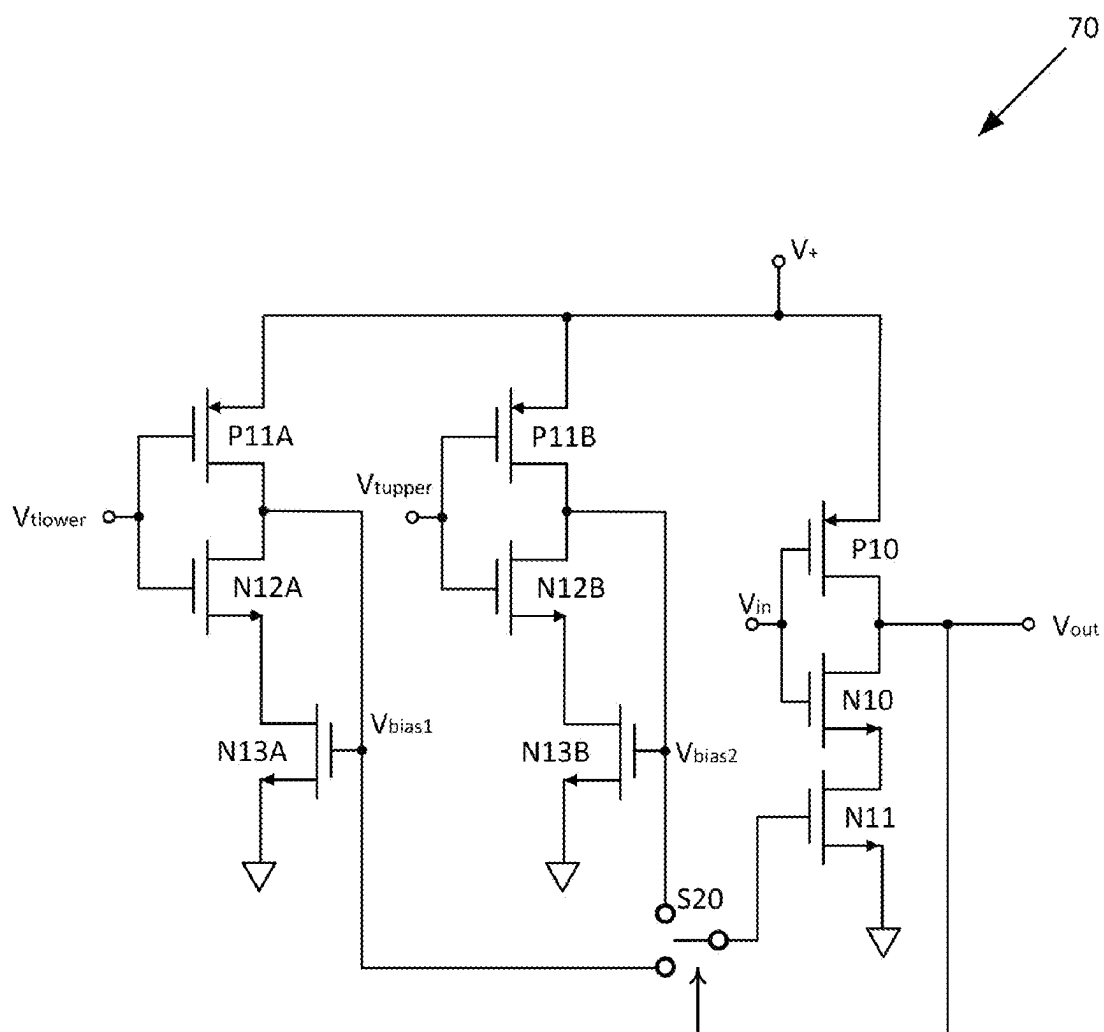 70
V+
P11A
P11B
Vtlower
Vtupper
P10
N12A
N12B
Vin
Vout
N10
N13A
Vbias1
N13B
Vbias2
N11
S20